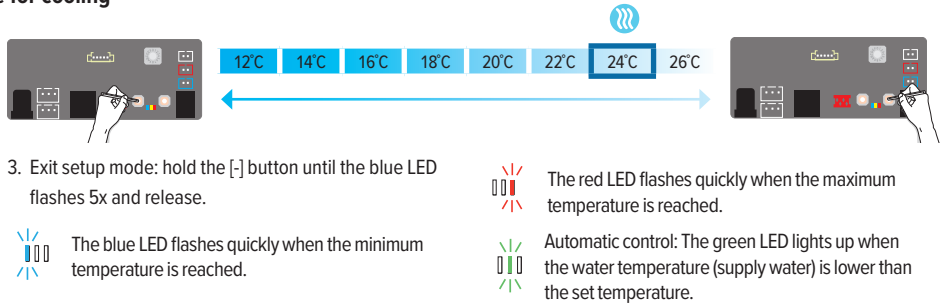 for cooling
12°C 14°C 16°C 18°C 20°C 22°C 24°C 26°C
3. Exit setup mode: hold the [-] button until the blue LED
flashes 5x and release.
The blue LED flashes quickly when the minimum
temperature is reached.
The red LED flashes quickly when the maximum
temperature is reached.
Automatic control: The green LED lights up when
the water temperature (supply water) is lower than
the set temperature.